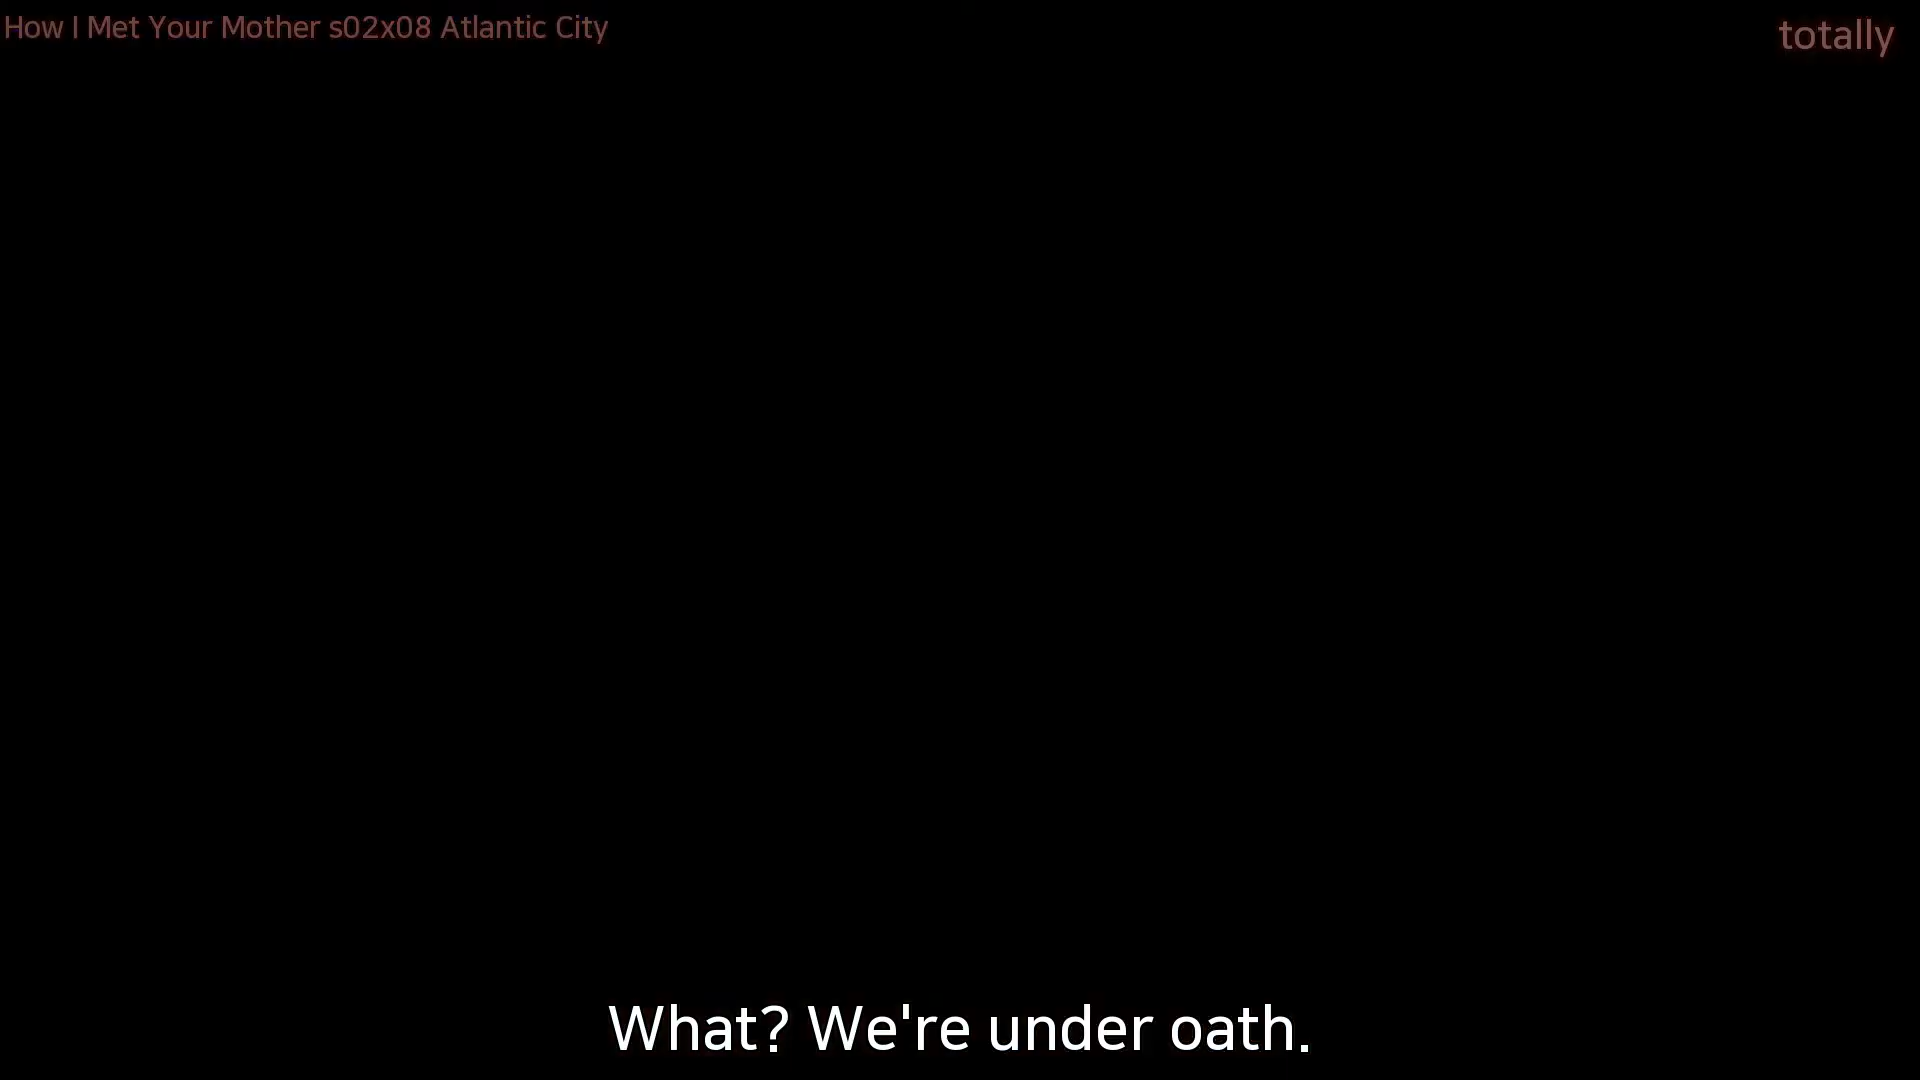 How I Met Your Mother s02x08 Atlantic City
totally
What? We're under oath.